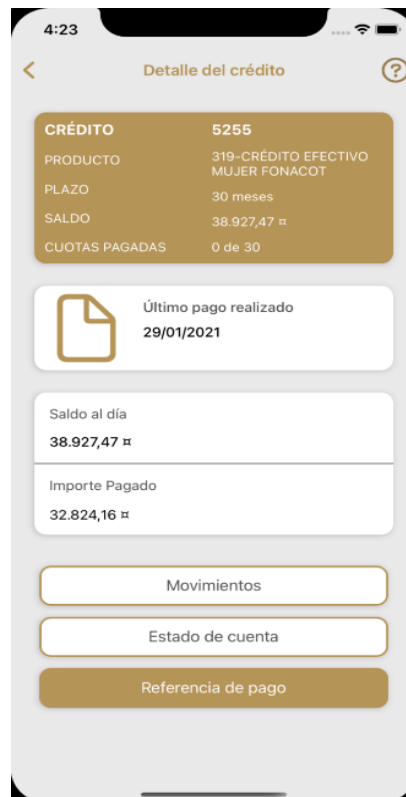 4:23
Detalle del crédito
?
CRÉDITO 5255
PRODUCTO 319-CRÉDITO EFECTIVO
MUJER FONACOT
PLAZO 30 meses
SALDO 38.927,47 ¤
CUOTAS PAGADAS 0 de 30
Último pago realizado
29/01/2021
Saldo al día
38.927,47 ¤
Importe Pagado
32.824,16 ¤
Movimientos
Estado de cuenta
Referencia de pago